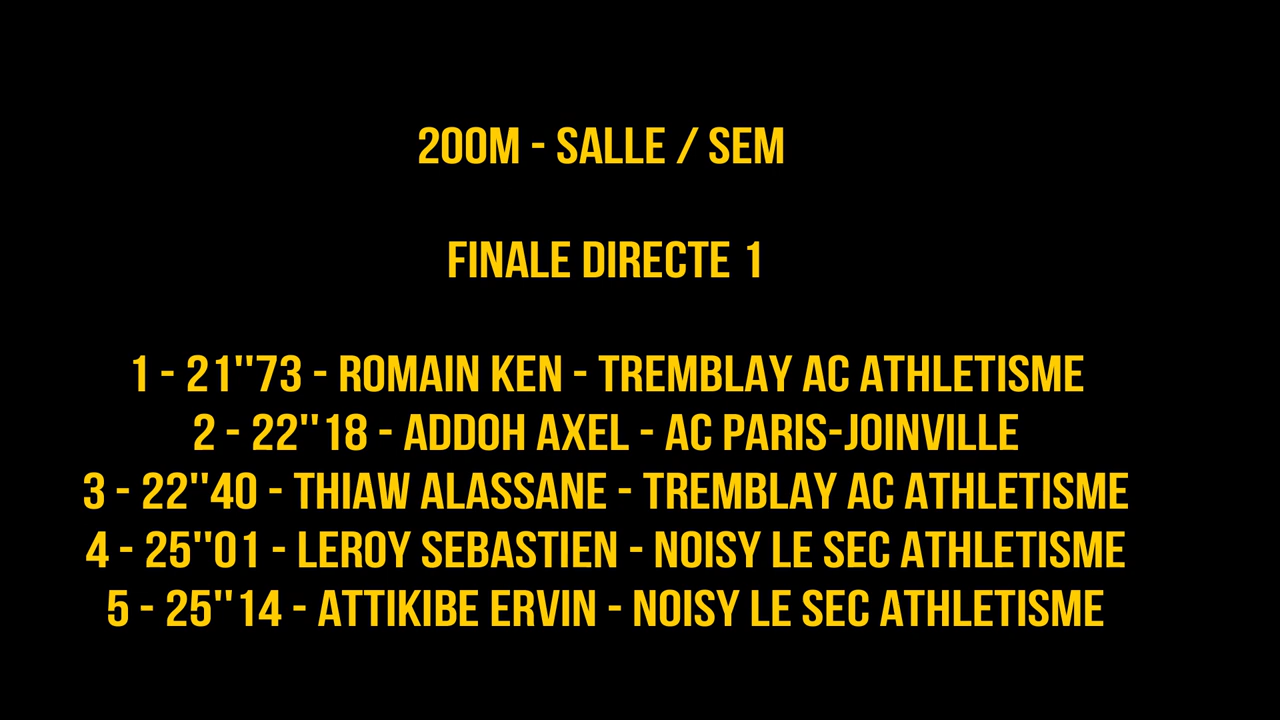 200M - SALLE / SEM
FINALE DIRECTE 1
1 - 21"73 - ROMAIN KEN - TREMBLAY AC ATHLETISME
2 - 22"18 - ADDOH AXEL - AC PARIS-JOINVILLE
3 - 22"40 - THIAW ALASSANE - TREMBLAY AC ATHLETISME
4 - 25"01 - LEROY SEBASTIEN - NOISY LE SEC ATHLETISME
5 - 25"14 - ATTIKIBE ERVIN - NOISY LE SEC ATHLETISME